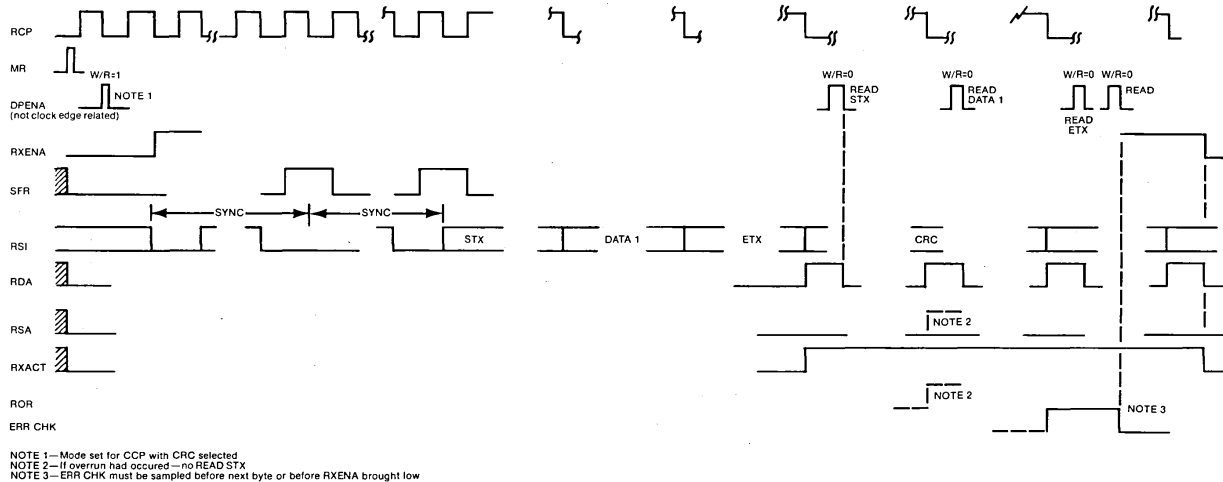 RCP
MR
W/R=1
DPENA
(not clock edge related)
NOTE 1
W/R=0
READ
STX
W/R=0
READ
DATA 1
W/R=0
READ
ETX
W/R=0
READ
RXENA
SFR
SYNC
SYNC
RSI
STX
DATA 1
ETX
CRC
RDA
RSA
NOTE 2
RXACT
ROR
NOTE 2
ERR CHK
NOTE 3
NOTE 1—Mode set for CCP with CRC selected
NOTE 2—If overrun had occured—no READ STX
NOTE 3—ERR CHK must be sampled before next byte or before RXENA brought low